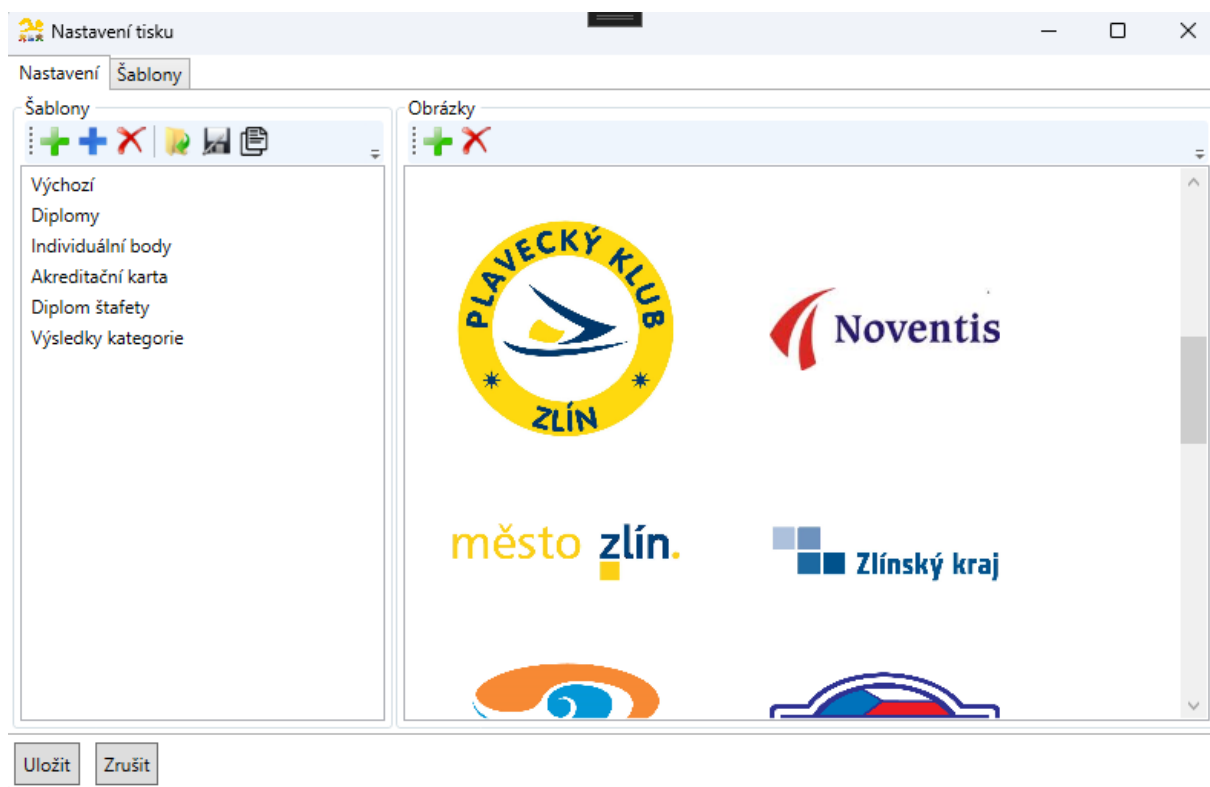 Nastavení tisku
Nastavení
Šablony
Šablony
Obrázky
Výchozí
Diplomy
Individuální body
Akreditační karta
Diplom štafety
Výsledky kategorie
PLAVECKÝ KLUB
ZLÍN
Noventis
město zlín.
Zlínský kraj
Uložit
Zrušit